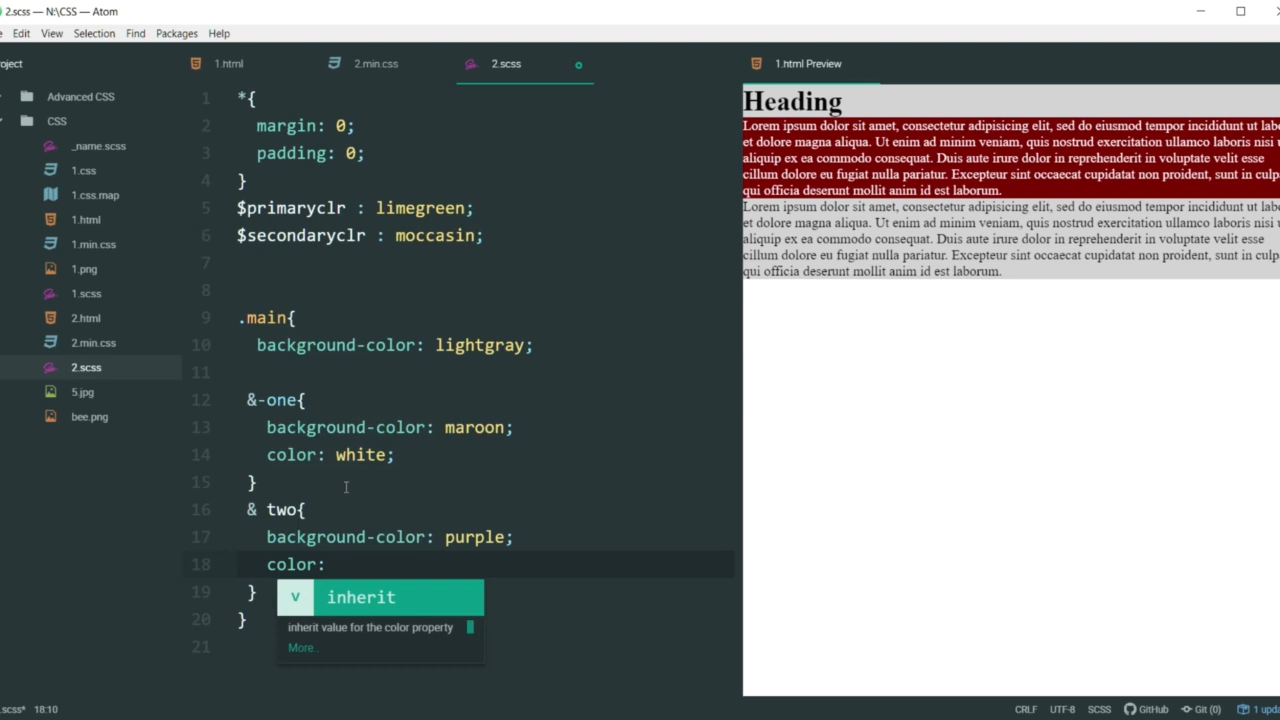 2.scss — N:\CSS — Atom
Edit View Selection Find Packages Help
roject
Advanced CSS
CSS
_name.scss
1.css
1.css.map
1.html
1.min.css
1.png
1.scss
2.html
2.min.css
2.scss
5.jpg
bee.png
1.html 2.min.css 2.scss
1 *{
2 margin: 0;
3 padding: 0;
4 }
5 $primaryclr : limegreen;
6 $secondaryclr : moccasin;
7
8
9 .main{
10 background-color: lightgray;
11
12 &-one{
13 background-color: maroon;
14 color: white;
15 }
16 & two{
17 background-color: purple;
18 color:
19 }
20 }
21
v inherit
inherit value for the color property
More..
1.html Preview
Heading
Lorem ipsum dolor sit amet, consectetur adipisicing elit, sed do eiusmod tempor incididunt ut labo
et dolore magna aliqua. Ut enim ad minim veniam, quis nostrud exercitation ullamco laboris nisi u
aliquip ex ea commodo consequat. Duis aute irure dolor in reprehenderit in voluptate velit esse
cillum dolore eu fugiat nulla pariatur. Excepteur sint occaecat cupidatat non proident, sunt in culpa
qui officia deserunt mollit anim id est laborum.
Lorem ipsum dolor sit amet, consectetur adipisicing elit, sed do eiusmod tempor incididunt ut labo
et dolore magna aliqua. Ut enim ad minim veniam, quis nostrud exercitation ullamco laboris nisi u
aliquip ex ea commodo consequat. Duis aute irure dolor in reprehenderit in voluptate velit esse
cillum dolore eu fugiat nulla pariatur. Excepteur sint occaecat cupidatat non proident, sunt in culpa
qui officia deserunt mollit anim id est laborum.
.scss* 18:10
CRLF UTF-8 SCSS GitHub Git (0) 1 upda